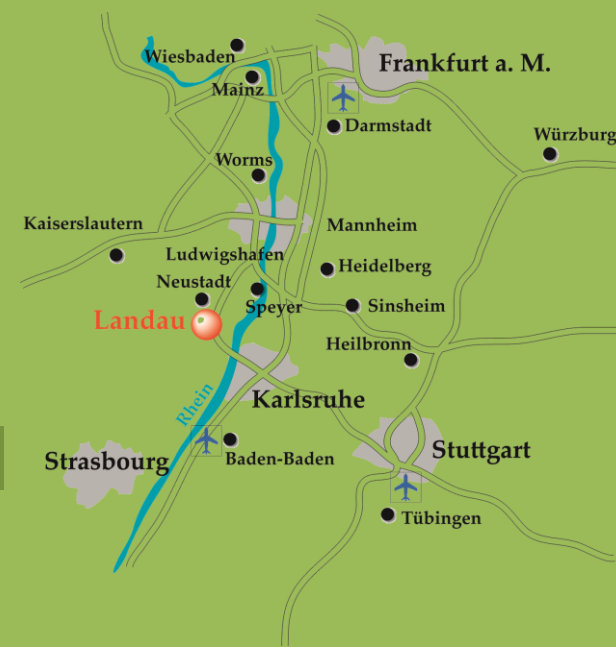 Wiesbaden
Frankfurt a. M.
Mainz
Darmstadt
Würzburg
Worms
Kaiserslautern
Mannheim
Ludwigshafen
Heidelberg
Neustadt
Speyer
Sinsheim
Landau
Heilbronn
Rhein
Karlsruhe
Stuttgart
Strasbourg
Baden-Baden
Tübingen